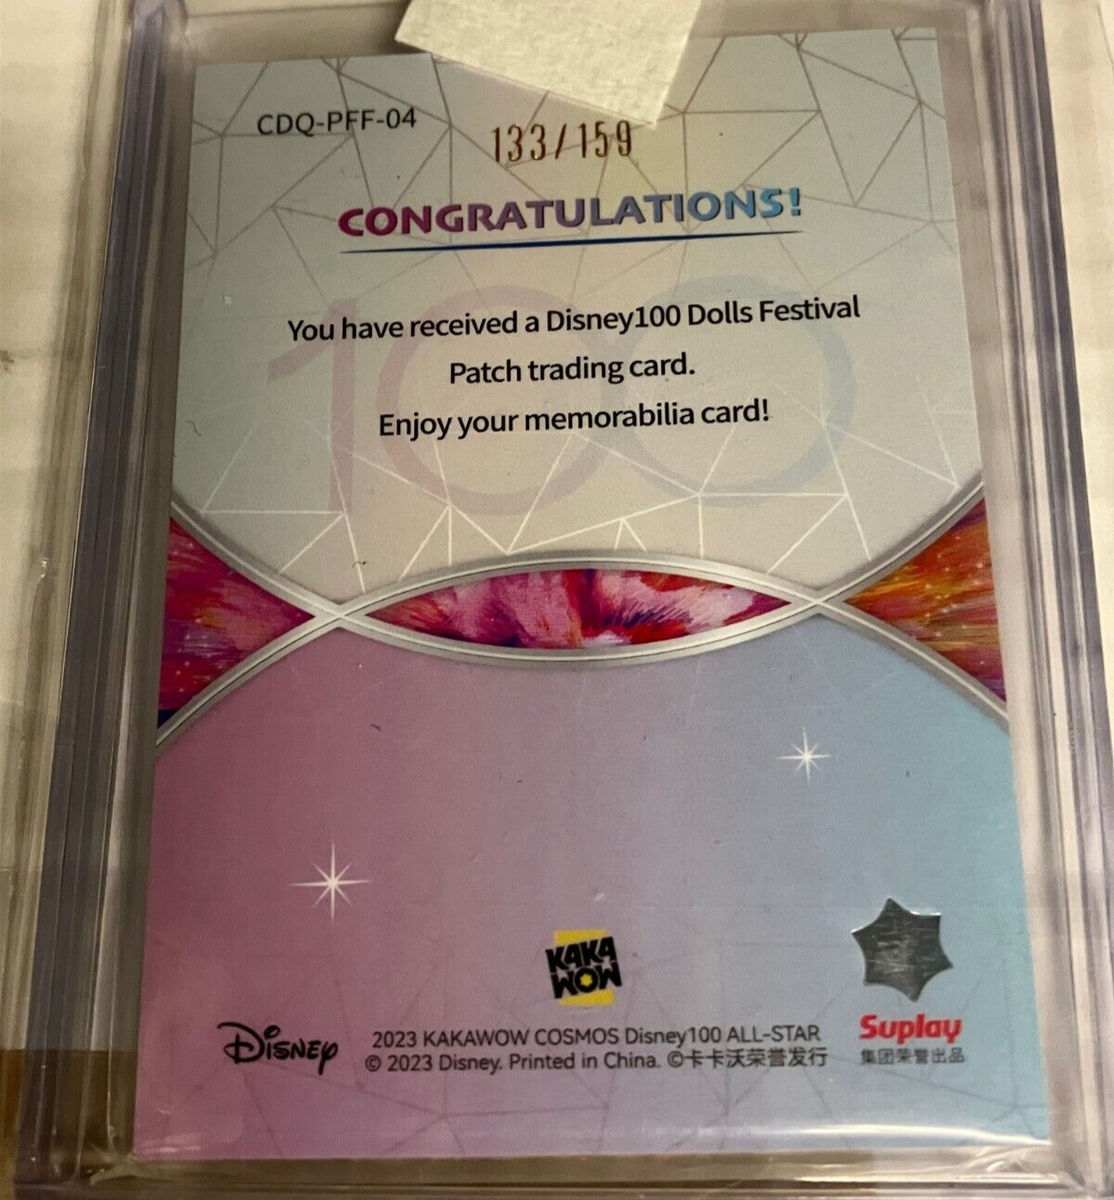 CDQ-PFF-04
133/159
CONGRATULATIONS!
100
You have received a Disney100 Dolls Festival
Patch trading card.
Enjoy your memorabilia card!
KAKA
WOW
Disney
2023 KAKAWOW COSMOS Disney100 ALL-STAR
© 2023 Disney. Printed in China. ©卡卡沃荣誉发行
Suplay
集团荣誉出品